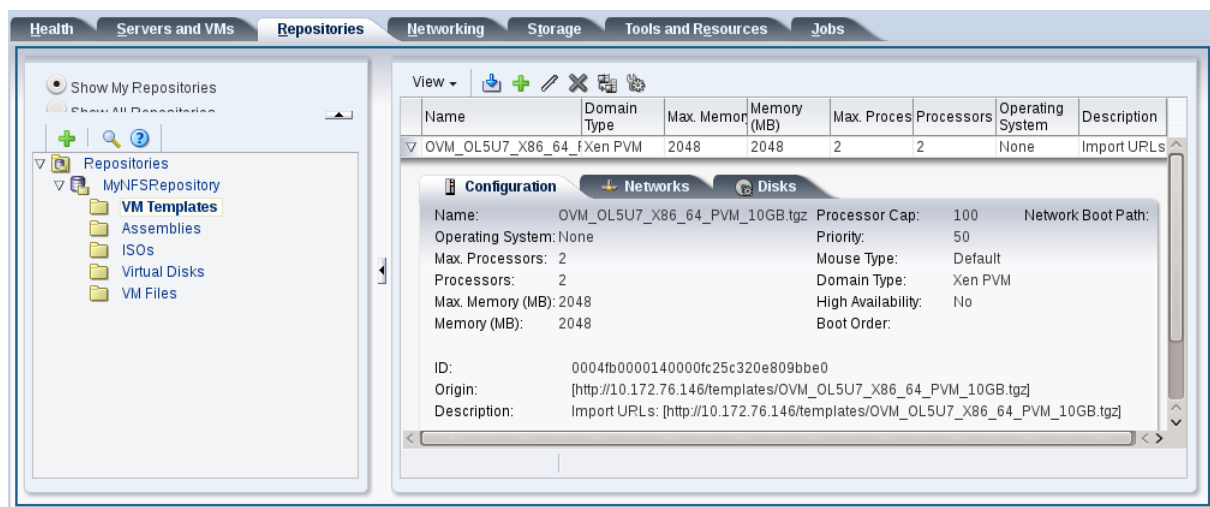 Health Servers and VMs Repositories Networking Storage Tools and Resources Jobs
Show My Repositories
Repositories
MyNFSRepository
VM Templates
Assemblies
ISOs
Virtual Disks
VM Files
View
Name Domain Type Max. Memor Memory (MB) Max. Proces Processors Operating System Description
OVM_OL5U7_X86_64_ Xen PVM 2048 2048 2 2 None Import URLs
Configuration Networks Disks
Name: OVM_OL5U7_X86_64_PVM_10GB.tgz Processor Cap: 100 Network Boot Path:
Operating System: None Priority: 50
Max. Processors: 2 Mouse Type: Default
Processors: 2 Domain Type: Xen PVM
Max. Memory (MB): 2048 High Availability: No
Memory (MB): 2048 Boot Order:
ID: 0004fb0000140000fc25c320e809bbe0
Origin: [http://10.172.76.146/templates/OVM_OL5U7_X86_64_PVM_10GB.tgz]
Description: Import URLs: [http://10.172.76.146/templates/OVM_OL5U7_X86_64_PVM_10GB.tgz]